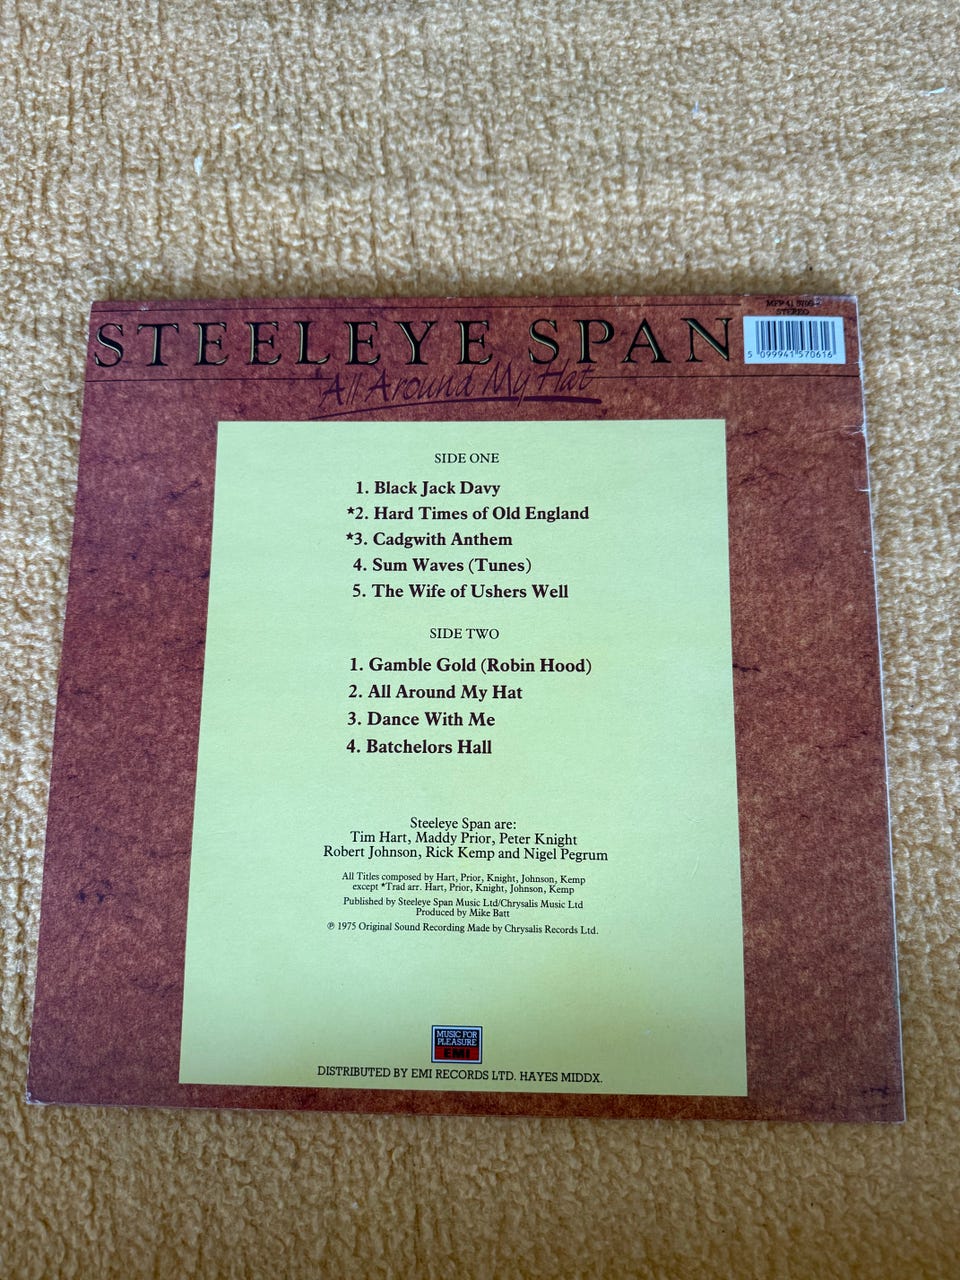 MFP 41 5706-1
STEREO
STEELEYE SPAN
5 099941 570616
All Around My Hat
SIDE ONE
1. Black Jack Davy
★2. Hard Times of Old England
★3. Cadgwith Anthem
4. Sum Waves (Tunes)
5. The Wife of Ushers Well
SIDE TWO
1. Gamble Gold (Robin Hood)
2. All Around My Hat
3. Dance With Me
4. Batchelors Hall
Steeleye Span are:
Tim Hart, Maddy Prior, Peter Knight
Robert Johnson, Rick Kemp and Nigel Pegrum
All Titles composed by Hart, Prior, Knight, Johnson, Kemp
except ★Trad arr. Hart, Prior, Knight, Johnson, Kemp
Published by Steeleye Span Music Ltd/Chrysalis Music Ltd
Produced by Mike Batt
℗ 1975 Original Sound Recording Made by Chrysalis Records Ltd.
MUSIC FOR
PLEASURE
EMI
DISTRIBUTED BY EMI RECORDS LTD. HAYES MIDDX.